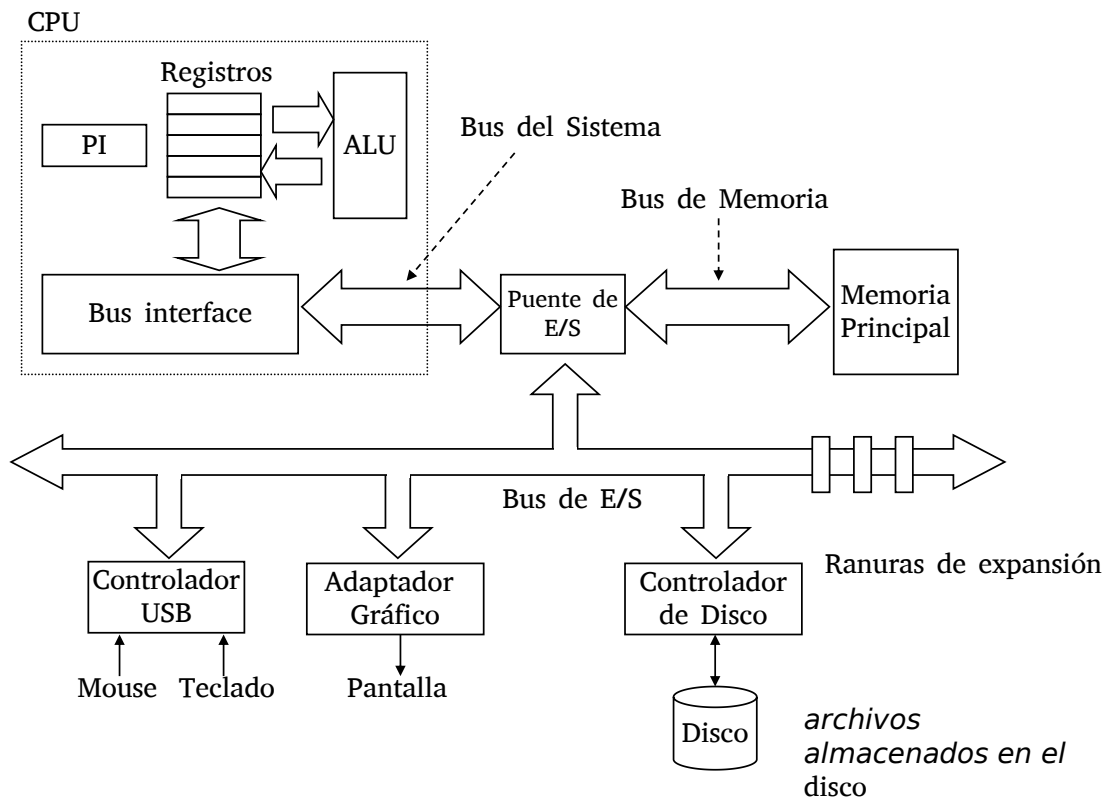 CPU
Registros
PI
ALU
Bus del Sistema
Bus de Memoria
Bus interface
Puente de
E/S
Memoria
Principal
Bus de E/S
Ranuras de expansión
Controlador
USB
Adaptador
Gráfico
Controlador
de Disco
Mouse
Teclado
Pantalla
Disco
archivos
almacenados en el
disco